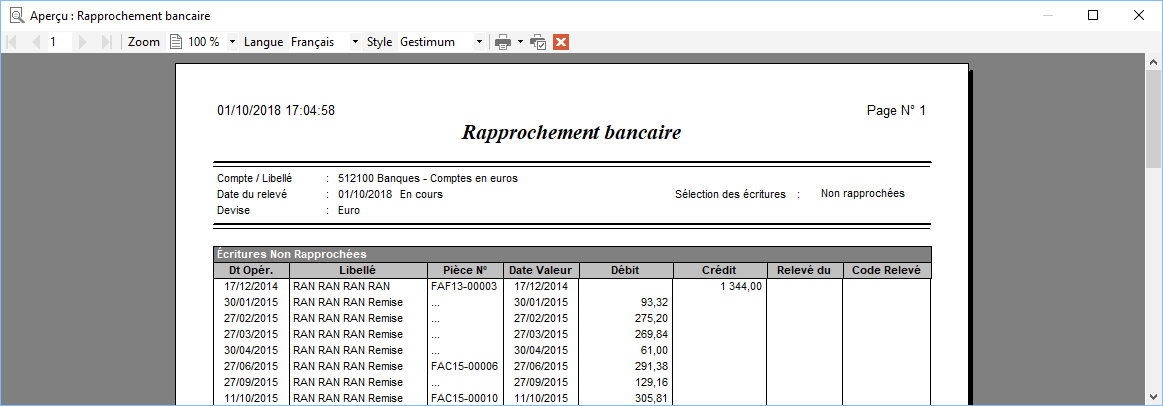 Aperçu : Rapprochement bancaire
1 Zoom 100 % Langue Français Style Gestimum
01/10/2018 17:04:58 Page N° 1
Rapprochement bancaire
Compte / Libellé : 512100 Banques - Comptes en euros
Date du relevé : 01/10/2018 En cours Sélection des écritures : Non rapprochées
Devise : Euro
Écritures Non Rapprochées
Dt Opér. Libellé Pièce N° Date Valeur Débit Crédit Relevé du Code Relevé
17/12/2014 RAN RAN RAN RAN FAF13-00003 17/12/2014 1 344,00
30/01/2015 RAN RAN RAN Remise ... 30/01/2015 93,32
27/02/2015 RAN RAN RAN Remise ... 27/02/2015 275,20
27/03/2015 RAN RAN RAN Remise ... 27/03/2015 269,84
30/04/2015 RAN RAN RAN Remise ... 30/04/2015 61,00
27/06/2015 RAN RAN RAN Remise FAC15-00006 27/06/2015 291,38
27/09/2015 RAN RAN RAN Remise ... 27/09/2015 129,16
11/10/2015 RAN RAN RAN Remise FAC15-00010 11/10/2015 305,81